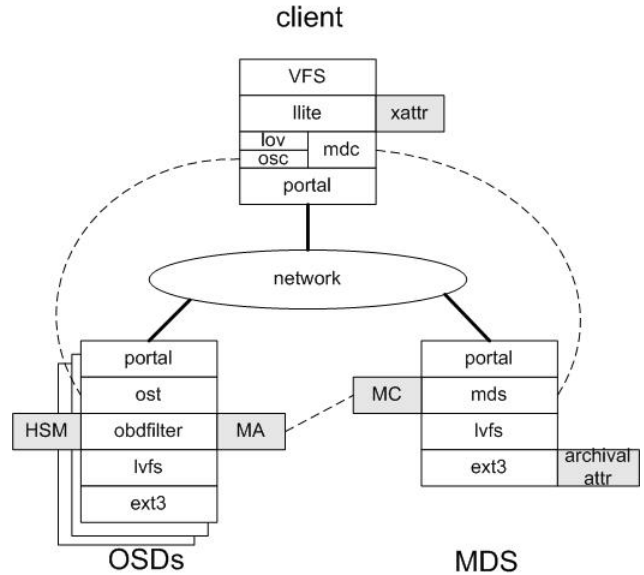 client
VFS
llite xattr
lov
osc
mdc
portal
network
portal
ost
HSM obdfilter MA
lvfs
ext3
OSDs
portal
MC mds
lvfs
ext3 archival
attr
MDS